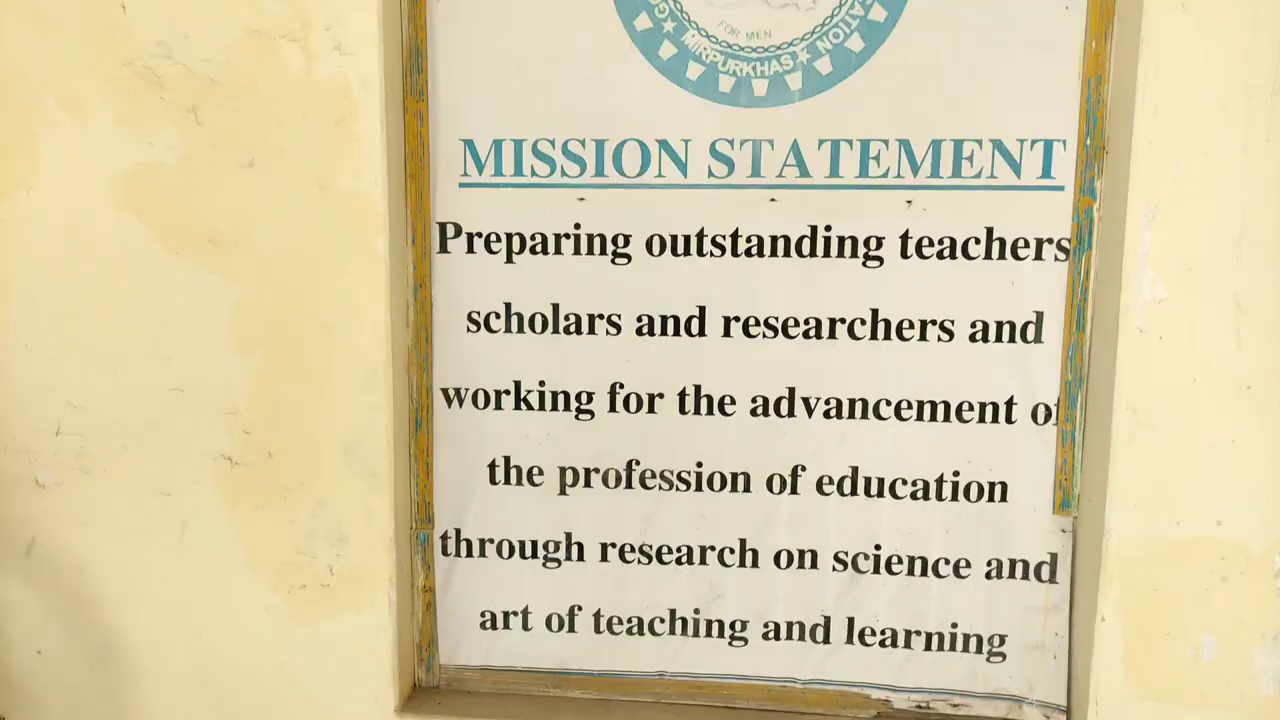 FOR MEN
MIRPURKHAS
MISSION STATEMENT
Preparing outstanding teachers
scholars and researchers and
working for the advancement of
the profession of education
through research on science and
art of teaching and learning